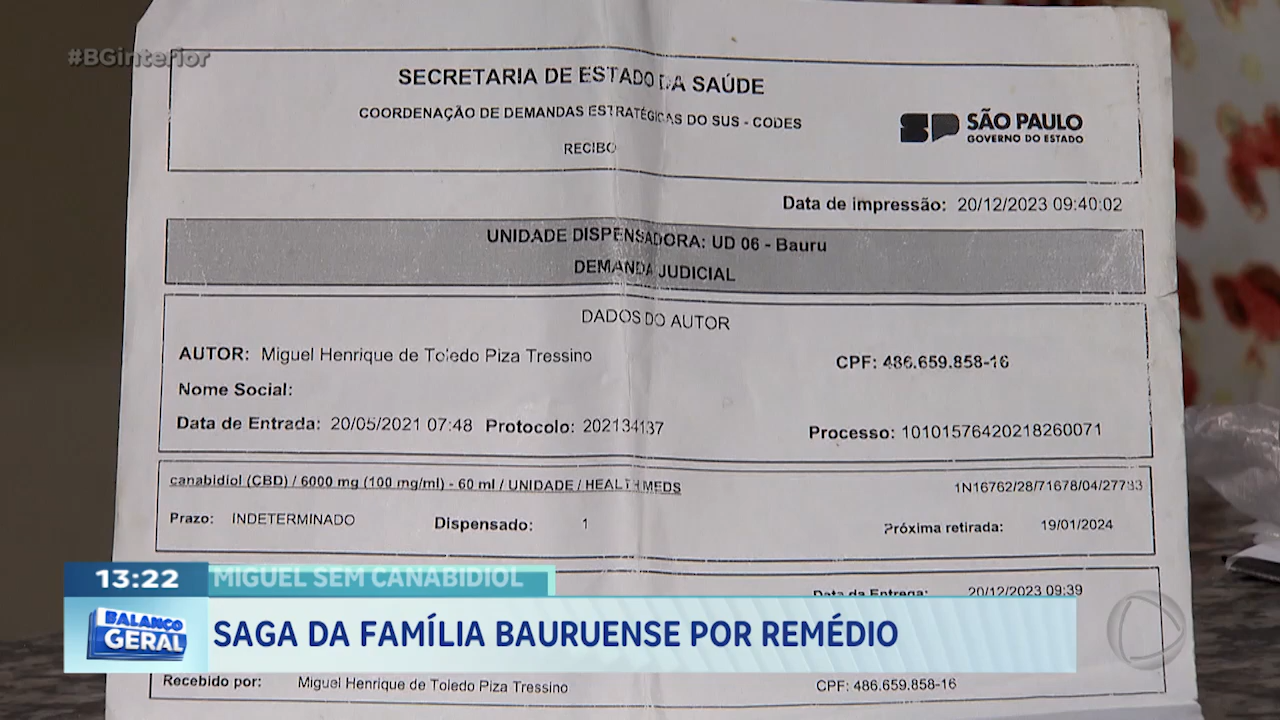 #BGinterior
SECRETARIA DE ESTADO DA SAÚDE
COORDENAÇÃO DE DEMANDAS ESTRATÉGICAS DO SUS - CODES
RECIBO
SP SÃO PAULO
GOVERNO DO ESTADO
Data de impressão: 20/12/2023 09:40:02
UNIDADE DISPENSADORA: UD 06 - Bauru
DEMANDA JUDICIAL
DADOS DO AUTOR
AUTOR: Miguel Henrique de Toledo Piza Tressino CPF: 486.659.858-16
Nome Social:
Data de Entrada: 20/05/2021 07:48 Protocolo: 202134137 Processo: 10101576420218260071
canabidiol (CBD) / 6000 mg (100 mg/ml) - 60 ml / UNIDADE / HEALTH MEDS 1N16762/28/71678/04/27783
Prazo: INDETERMINADO Dispensado: 1 Próxima retirada: 19/01/2024
Data da Entrega: 20/12/2023 09:39
13:22 MIGUEL SEM CANABIDIOL
BALANÇO GERAL SAGA DA FAMÍLIA BAURUENSE POR REMÉDIO
Recebido por: Miguel Henrique de Toledo Piza Tressino CPF: 486.659.858-16